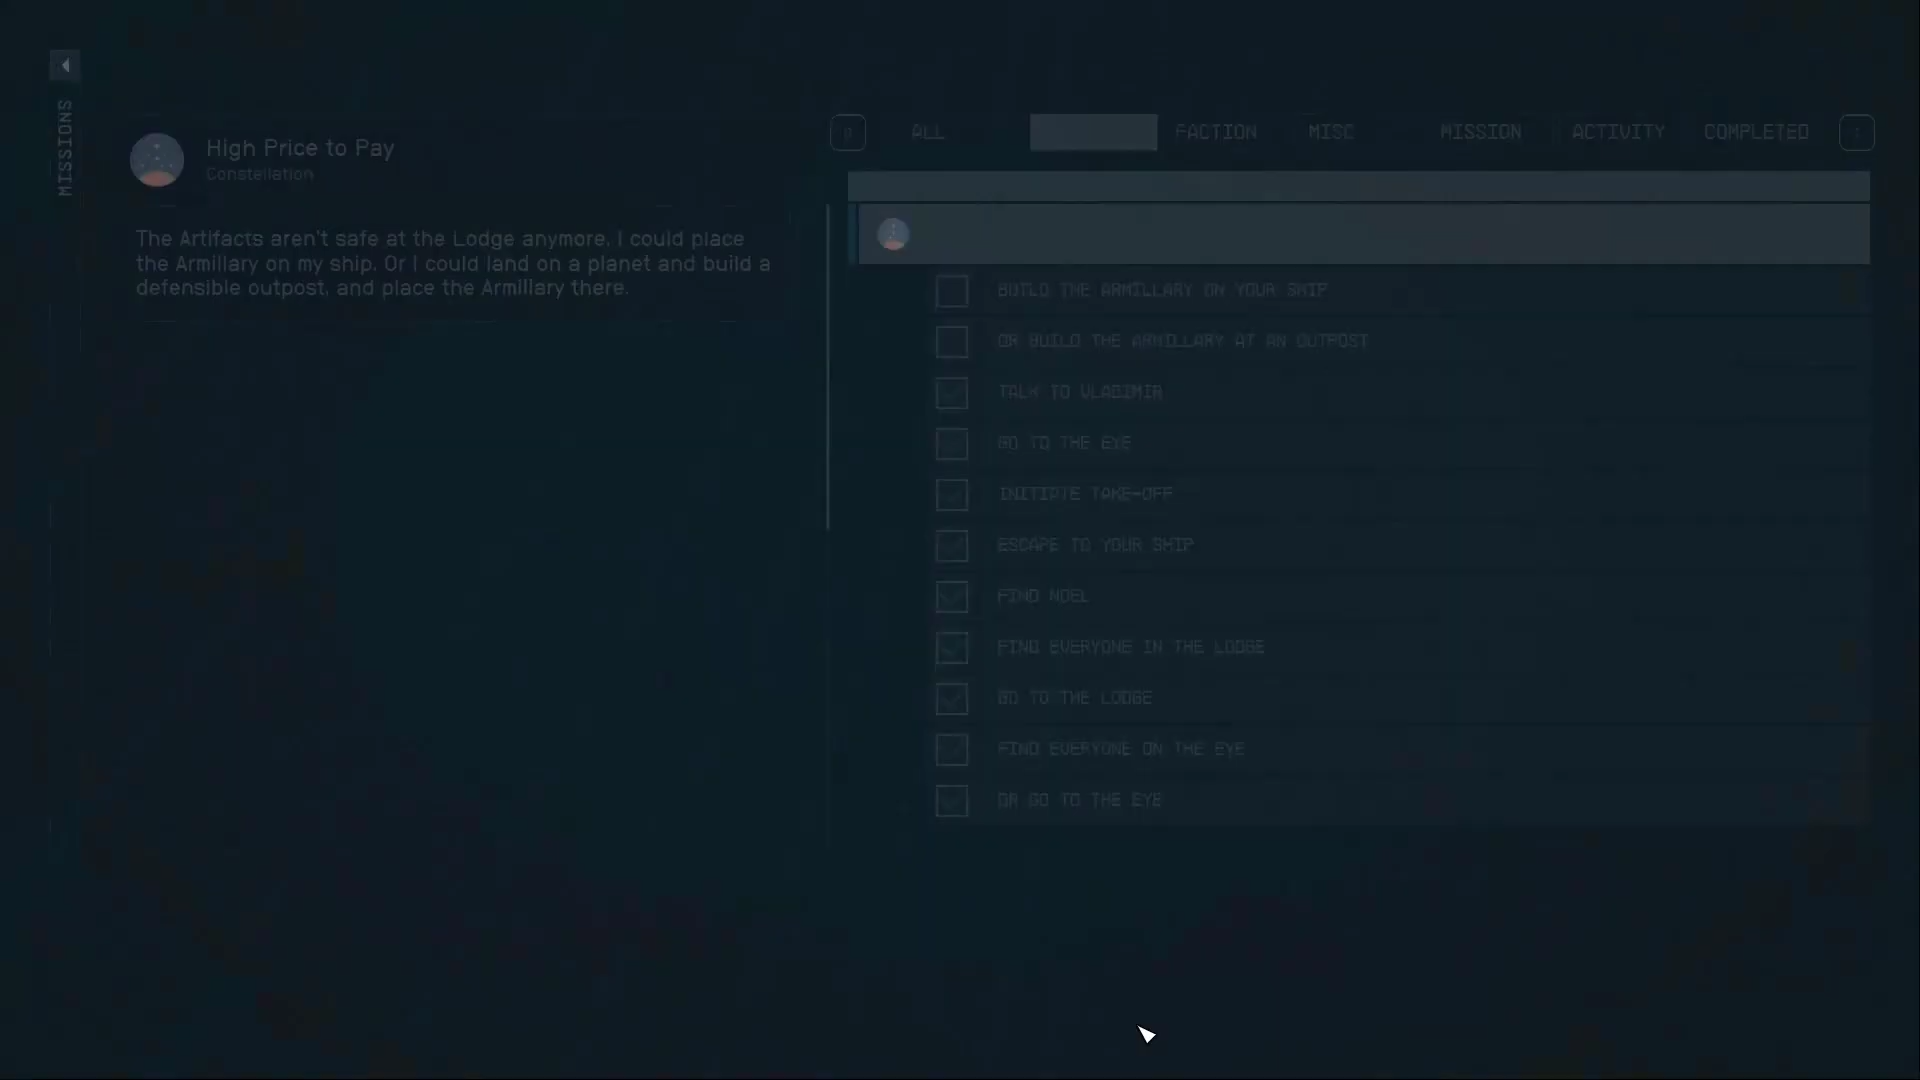 MISSIONS
High Price to Pay
Constellation
The Artifacts aren't safe at the Lodge anymore. I could place
the Armillary on my ship. Or I could land on a planet and build a
defensible outpost, and place the Armillary there.
ALL FACTION MISC MISSION ACTIVITY COMPLETED
BUILD THE ARMILLARY ON YOUR SHIP
OR BUILD THE ARMILLARY AT AN OUTPOST
TALK TO VLADIMIR
GO TO THE EYE
INITIATE TAKE-OFF
ESCAPE TO YOUR SHIP
FIND NOEL
FIND EVERYONE IN THE LODGE
GO TO THE LODGE
FIND EVERYONE ON THE EYE
OR GO TO THE EYE